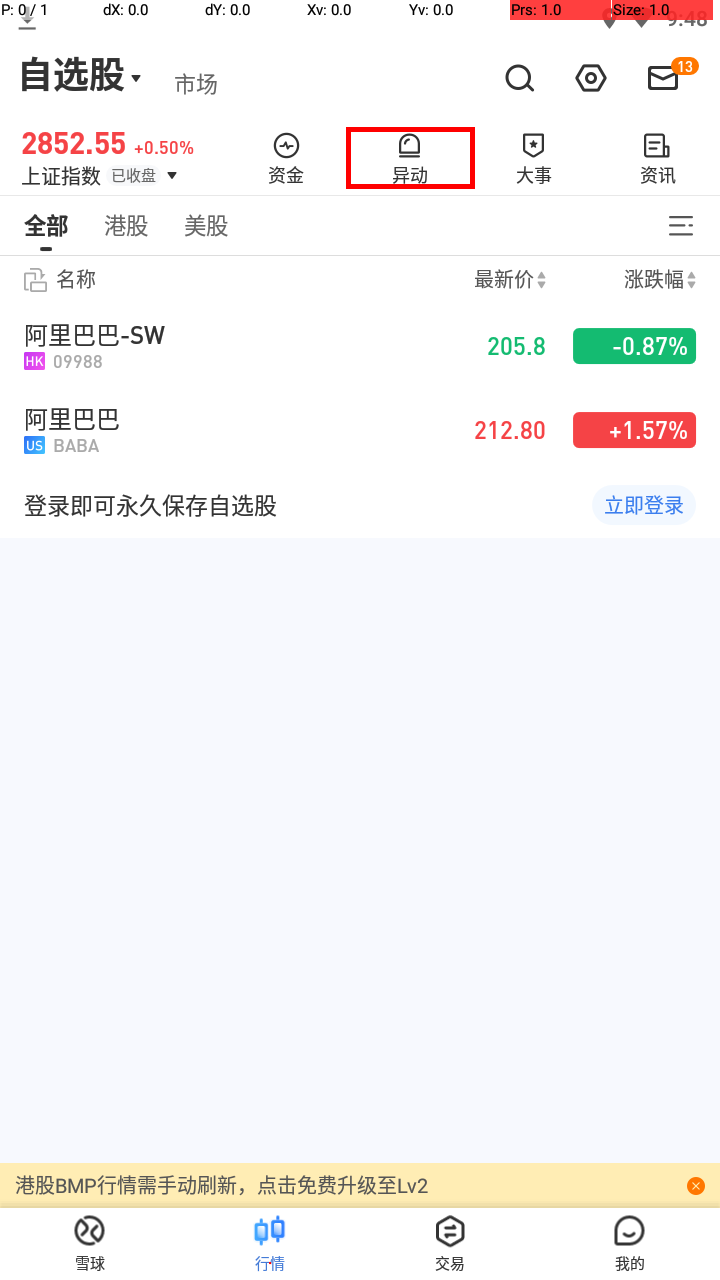 P: 0 / 1 dX: 0.0 dY: 0.0 Xv: 0.0 Yv: 0.0 Prs: 1.0 Size: 1.0
9:48
自选股 市场 13
2852.55 +0.50%
上证指数 已收盘 资金 异动 大事 资讯
全部 港股 美股
名称 最新价 涨跌幅
阿里巴巴-SW
HK 09988 205.8 -0.87%
阿里巴巴
US BABA 212.80 +1.57%
登录即可永久保存自选股 立即登录
港股BMP行情需手动刷新，点击免费升级至Lv2
雪球 行情 交易 我的